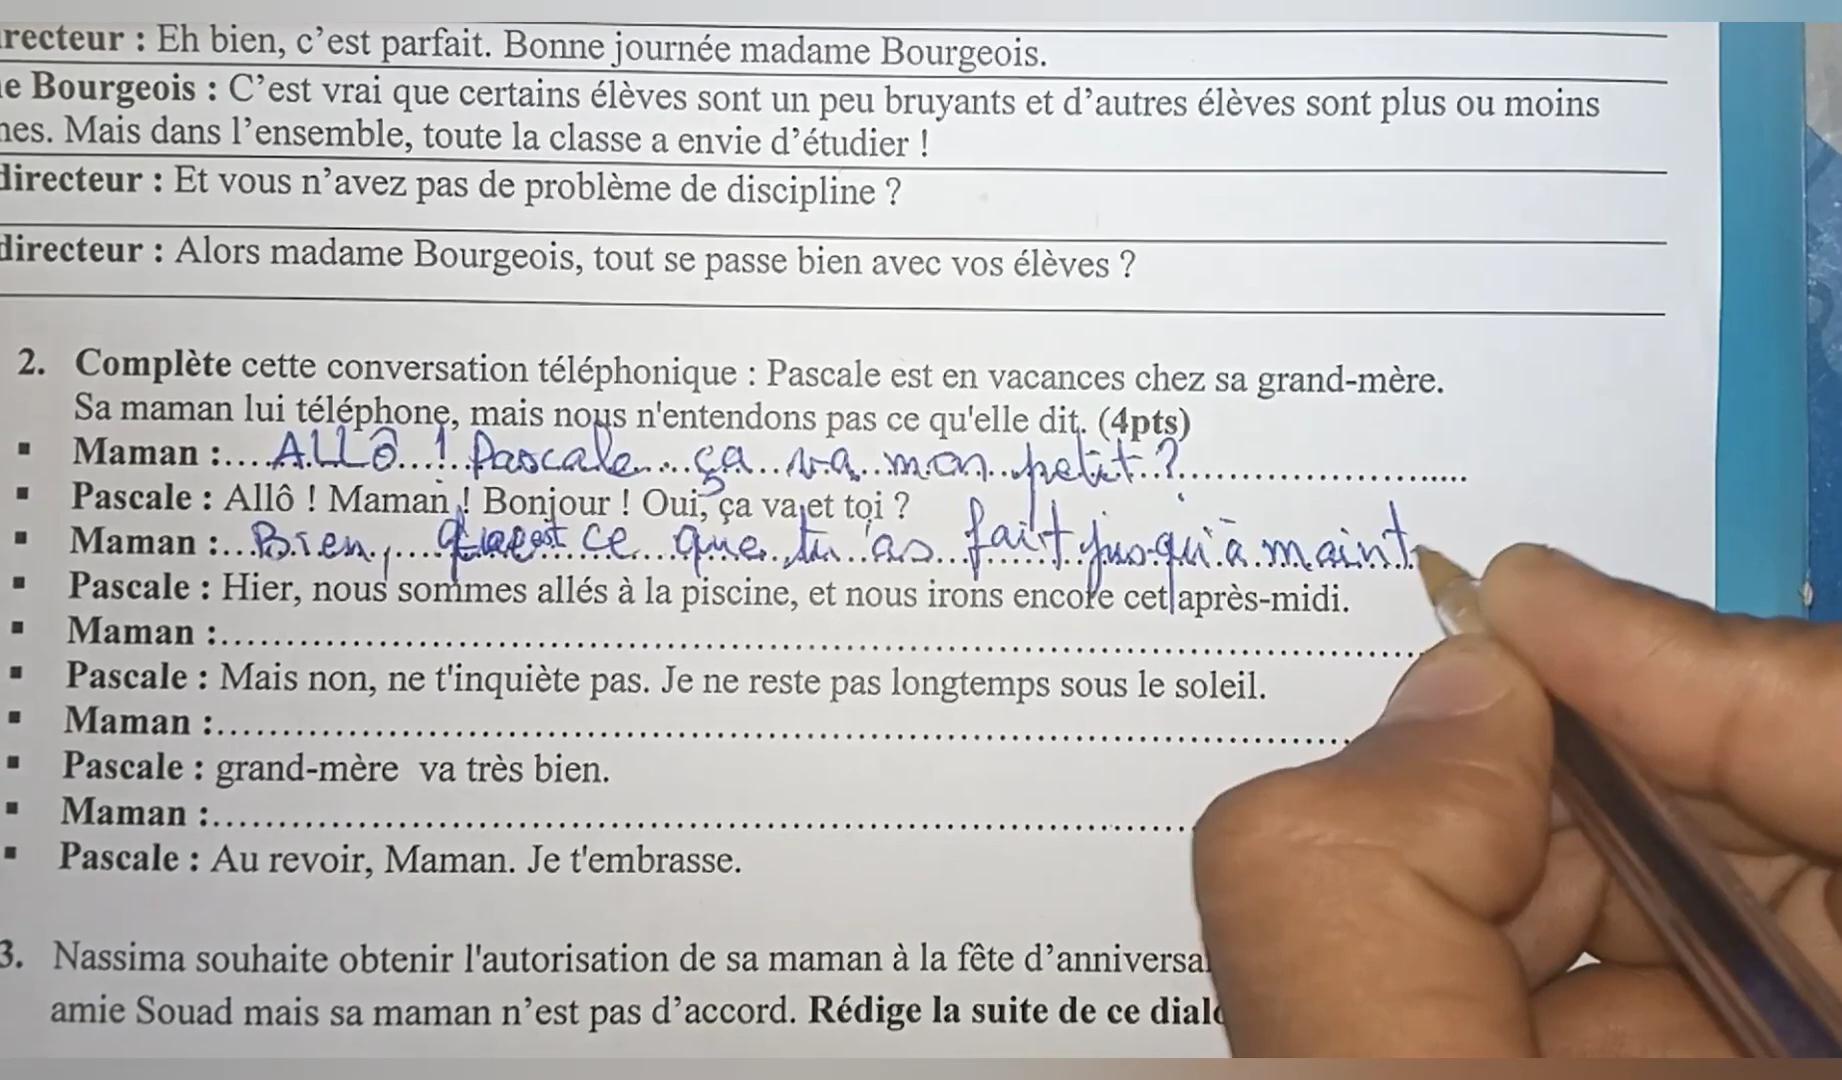 recteur : Eh bien, c’est parfait. Bonne journée madame Bourgeois.
e Bourgeois : C’est vrai que certains élèves sont un peu bruyants et d’autres élèves sont plus ou moins
nes. Mais dans l’ensemble, toute la classe a envie d’étudier !
directeur : Et vous n’avez pas de problème de discipline ?
directeur : Alors madame Bourgeois, tout se passe bien avec vos élèves ?
2. Complète cette conversation téléphonique : Pascale est en vacances chez sa grand-mère.
Sa maman lui téléphone, mais nous n'entendons pas ce qu'elle dit. (4pts)
▪ Maman :.... ALLÔ ! Pascale ça va mon petit ?
▪ Pascale : Allô ! Maman ! Bonjour ! Oui, ça va et toi ?
▪ Maman :... Bien, ce que tu as fait jusqu'à maint
▪ Pascale : Hier, nous sommes allés à la piscine, et nous irons encore cet après-midi.
▪ Maman :
▪ Pascale : Mais non, ne t'inquiète pas. Je ne reste pas longtemps sous le soleil.
▪ Maman :
▪ Pascale : grand-mère va très bien.
▪ Maman :
▪ Pascale : Au revoir, Maman. Je t'embrasse.
3. Nassima souhaite obtenir l'autorisation de sa maman à la fête d’anniversa
amie Souad mais sa maman n’est pas d’accord. Rédige la suite de ce dial